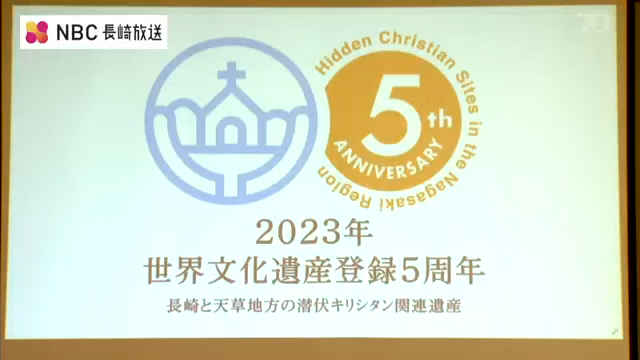 NBC 長崎放送
Hidden Christian Sites in the Nagasaki Region
5th
ANNIVERSARY
2023年
世界文化遺産登録5周年
長崎と天草地方の潜伏キリシタン関連遺産